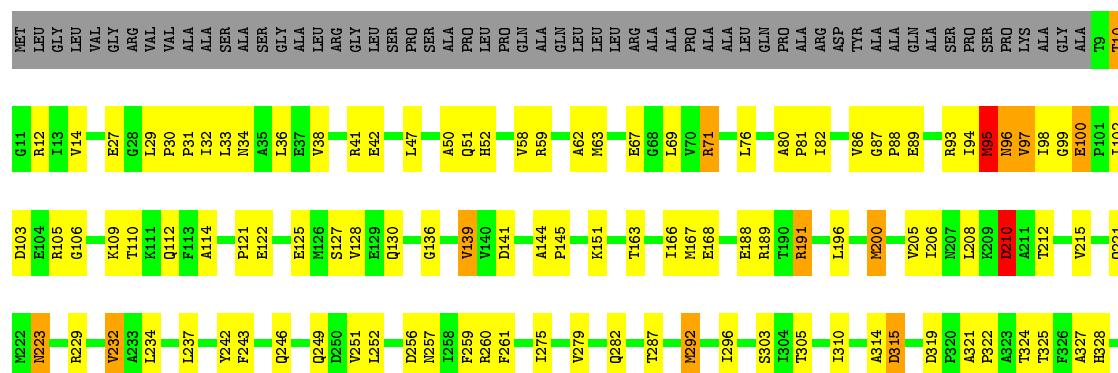 MET LEU GLY LEU VAL GLY ARG VAL VAL ALA ALA SER ALA SER GLY ALA LEU ARG GLY LEU SER PRO SER ALA PRO LEU PRO GLN ALA GLN LEU LEU LEU ARG ALA ALA PRO ALA ALA LEU GLN PRO ALA ARG ASP TYR ALA ALA GLN ALA SER PRO SER PRO LYS ALA GLY ALA T9 T10
G11 R12 I13 V14 E27 G28 L29 P30 P31 I32 L33 N34 A35 L36 E37 V38 R41 E42 L47 A50 Q51 H52 V58 R59 A62 M63 E67 G68 L69 V70 R71 L76 A80 P81 I82 V86 G87 P88 E89 R93 I94 M95 N96 V97 I98 G99 E100 P101 I102
D103 E104 R105 G106 K109 T110 K111 Q112 F113 A114 P121 E122 E125 M126 S127 V128 E129 Q130 G136 V139 V140 D141 A144 P145 K151 T163 I166 M167 E168 E188 R189 T190 R191 L196 M200 V205 I206 N207 L208 K209 D210 A211 T212 V215 Q221
M222 N223 R229 V232 A233 L234 L237 Y242 F243 Q246 Q249 D250 V251 L252 D256 N257 I258 F259 R260 F261 I275 V279 Q282 T287 M292 I296 S303 I304 T305 I310 A314 D315 D319 P320 A321 P322 A323 T324 T325 F326 A327 H328